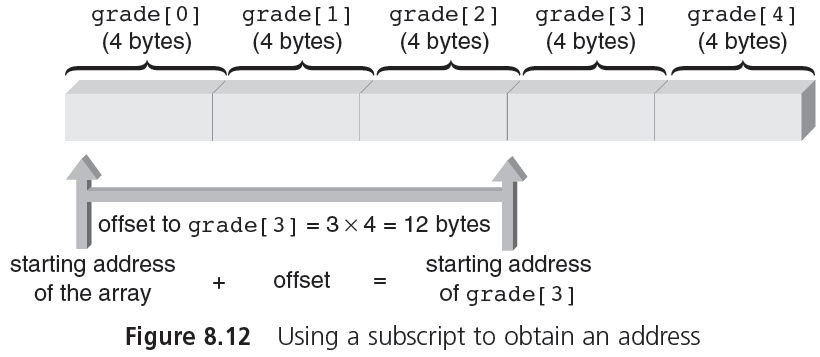 grade[0] grade[1] grade[2] grade[3] grade[4]
(4 bytes) (4 bytes) (4 bytes) (4 bytes) (4 bytes)
offset to grade[3] = 3 × 4 = 12 bytes
starting address + offset = starting address
of the array of grade[3]
Figure 8.12 Using a subscript to obtain an address